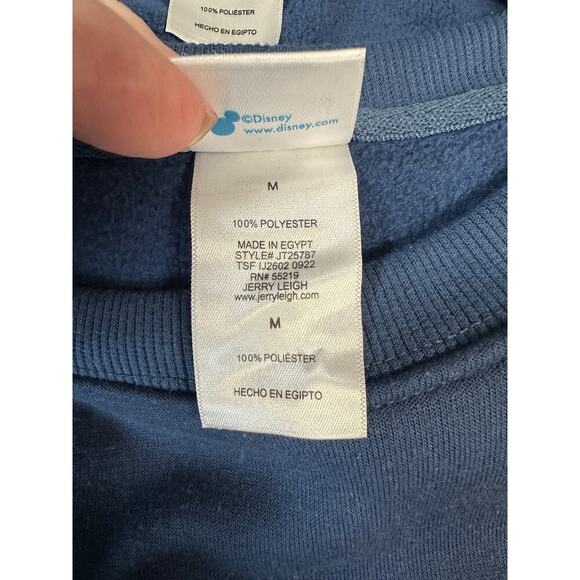 100% POLIÉSTER
HECHO EN EGIPTO
©Disney
www.disney.com
M
100% POLYESTER
MADE IN EGYPT
STYLE# JT25787
TSF IJ2602 0922
RN# 55219
JERRY LEIGH
www.jerryleigh.com
M
100% POLIÉSTER
HECHO EN EGIPTO